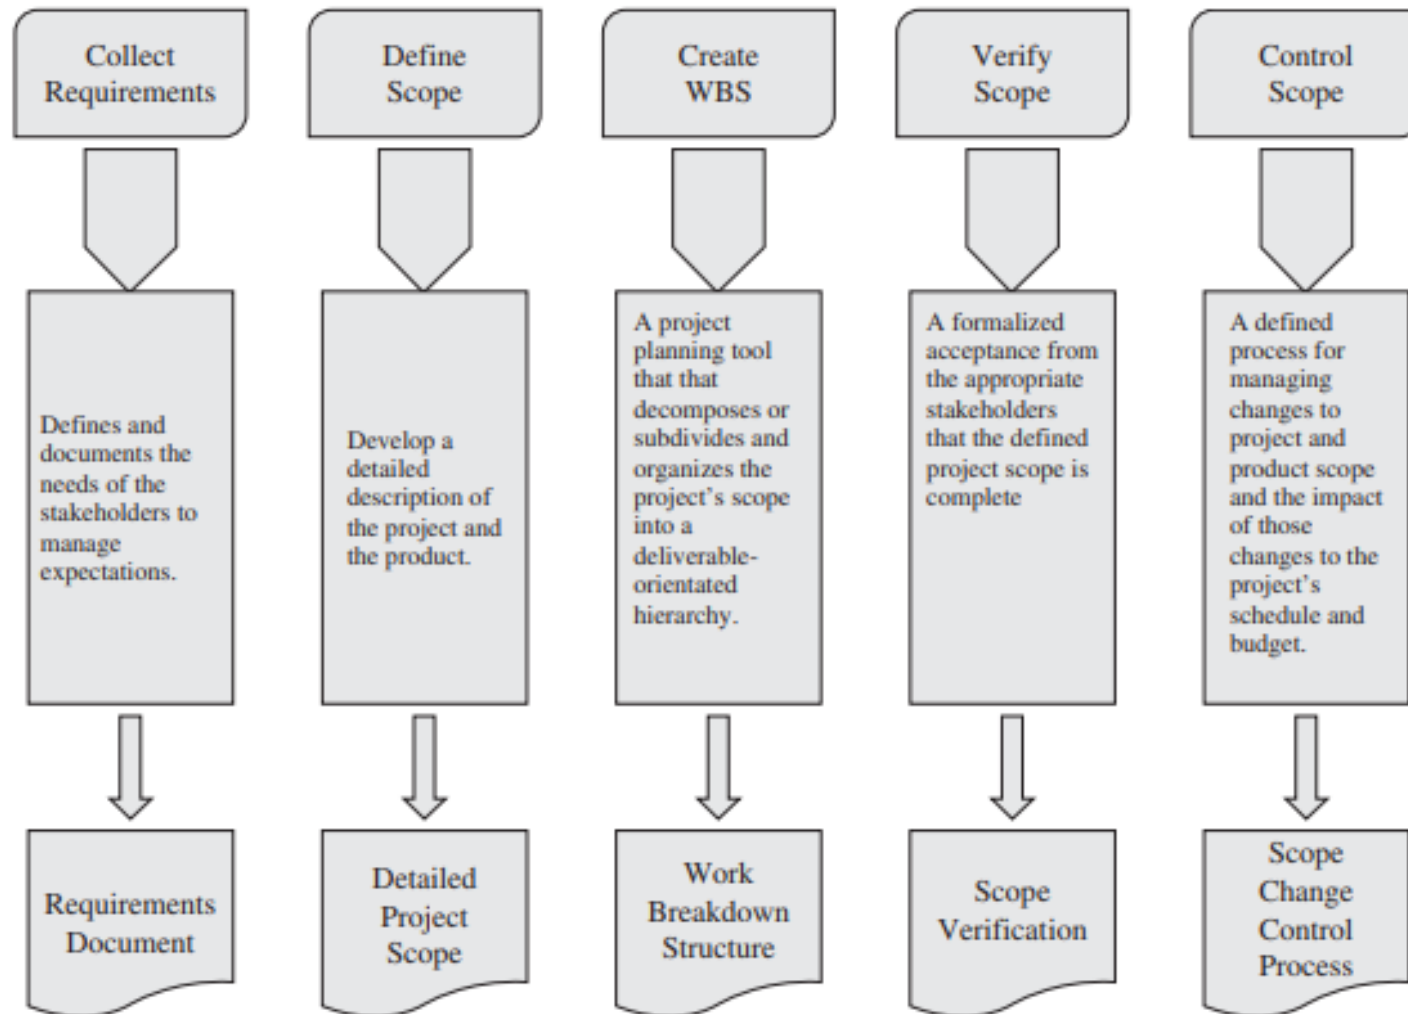 Collect
Requirements
Define
Scope
Create
WBS
Verify
Scope
Control
Scope
Defines and
documents the
needs of the
stakeholders to
manage
expectations.
Develop a
detailed
description of
the project and
the product.
A project
planning tool
that that
decomposes or
subdivides and
organizes the
project’s scope
into a
deliverable-
orientated
hierarchy.
A formalized
acceptance from
the appropriate
stakeholders
that the defined
project scope is
complete
A defined
process for
managing
changes to
project and
product scope
and the impact
of those
changes to the
project’s
schedule and
budget.
Requirements
Document
Detailed
Project
Scope
Work
Breakdown
Structure
Scope
Verification
Scope
Change
Control
Process